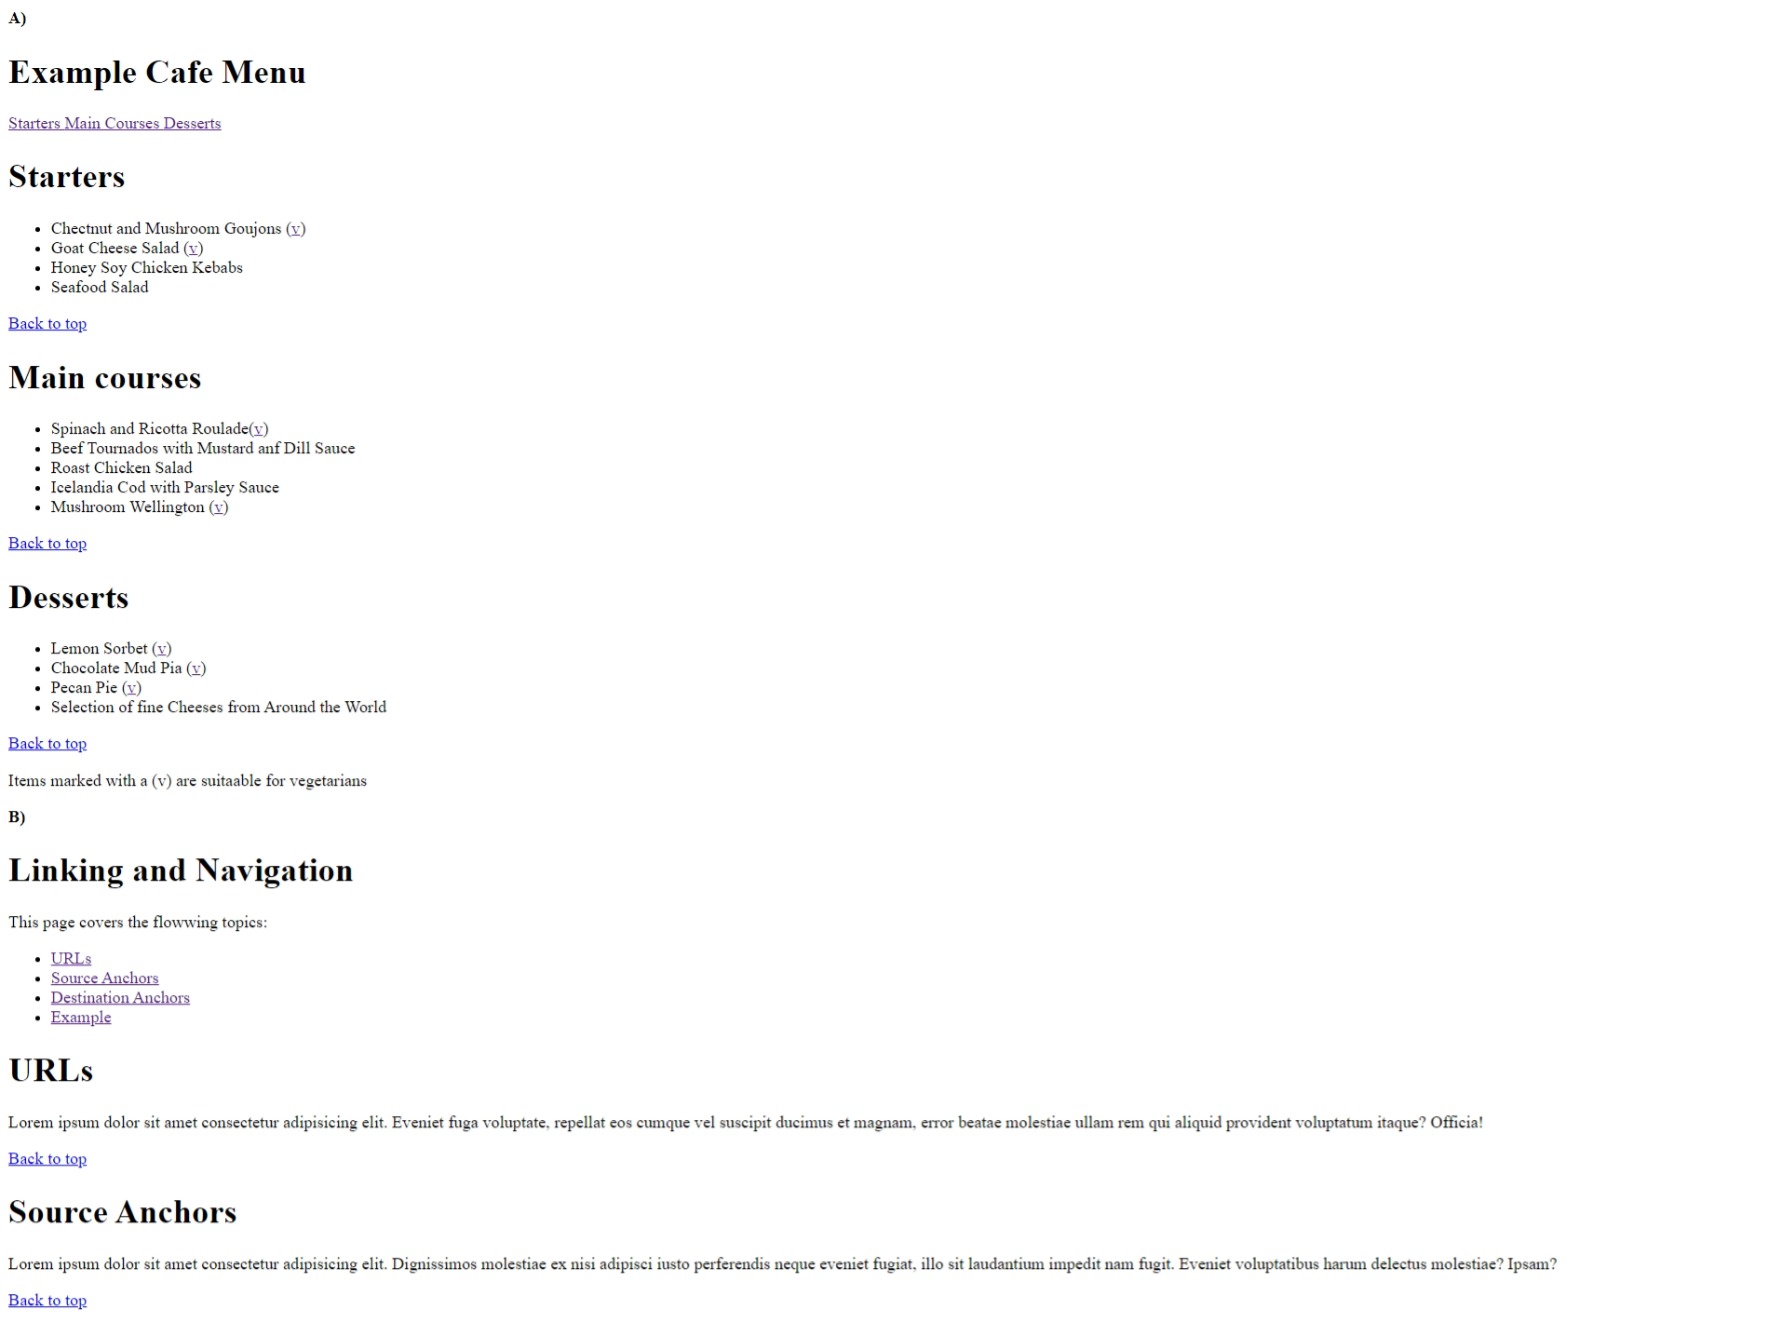 A)
Example Cafe Menu
Starters Main Courses Desserts
Starters
Chectnut and Mushroom Goujons (v)
Goat Cheese Salad (v)
Honey Soy Chicken Kebabs
Seafood Salad
Back to top
Main courses
Spinach and Ricotta Roulade(v)
Beef Tournados with Mustard anf Dill Sauce
Roast Chicken Salad
Icelandia Cod with Parsley Sauce
Mushroom Wellington (v)
Back to top
Desserts
Lemon Sorbet (v)
Chocolate Mud Pia (v)
Pecan Pie (v)
Selection of fine Cheeses from Around the World
Back to top
Items marked with a (v) are suitaable for vegetarians
B)
Linking and Navigation
This page covers the flowwing topics:
URLs
Source Anchors
Destination Anchors
Example
URLs
Lorem ipsum dolor sit amet consectetur adipisicing elit. Eveniet fuga voluptate, repellat eos cumque vel suscipit ducimus et magnam, error beatae molestiae ullam rem qui aliquid provident voluptatum itaque? Officia!
Back to top
Source Anchors
Lorem ipsum dolor sit amet consectetur adipisicing elit. Dignissimos molestiae ex nisi adipisci iusto perferendis neque eveniet fugiat, illo sit laudantium impedit nam fugit. Eveniet voluptatibus harum delectus molestiae? Ipsam?
Back to top